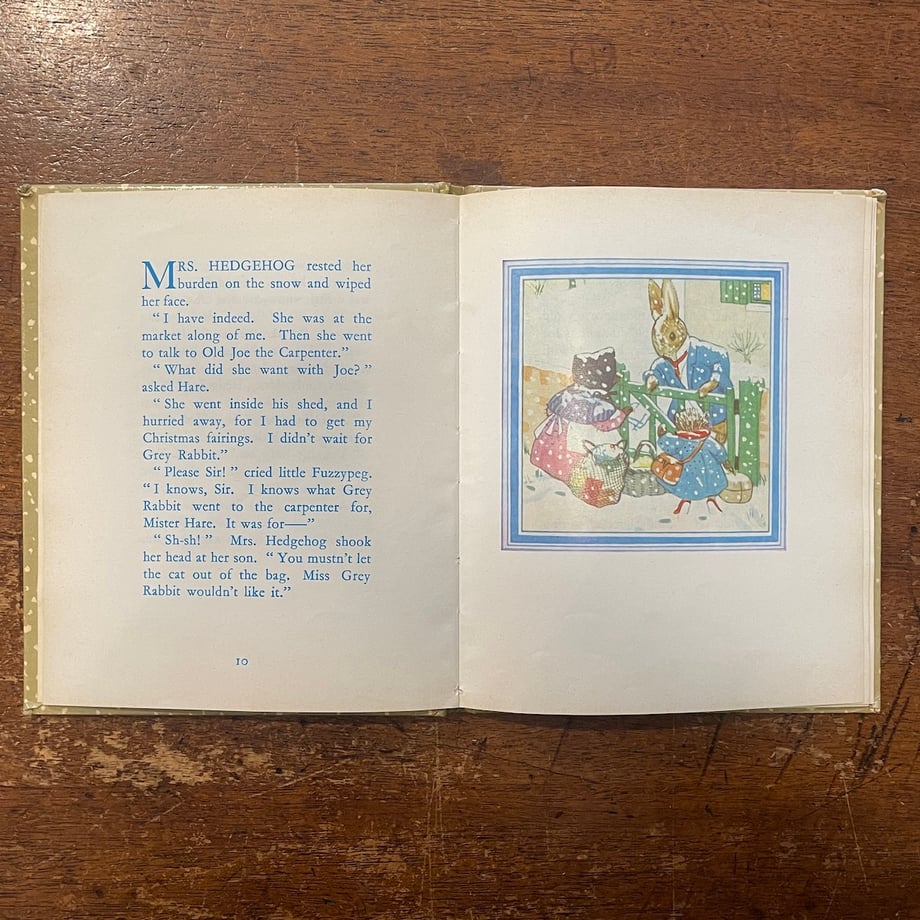 MRS. HEDGEHOG rested her
burden on the snow and wiped
her face.
“I have indeed. She was at the
market along of me. Then she went
to talk to Old Joe the Carpenter.”
“What did she want with Joe?”
asked Hare.
“She went inside his shed, and I
hurried away, for I had to get my
Christmas fairings. I didn’t wait for
Grey Rabbit.”
“Please Sir!” cried little Fuzzypeg.
“I knows, Sir. I knows what Grey
Rabbit went to the carpenter for,
Mister Hare. It was for—”
“Sh-sh!” Mrs. Hedgehog shook
her head at her son. “You mustn’t let
the cat out of the bag. Miss Grey
Rabbit wouldn’t like it.”
10